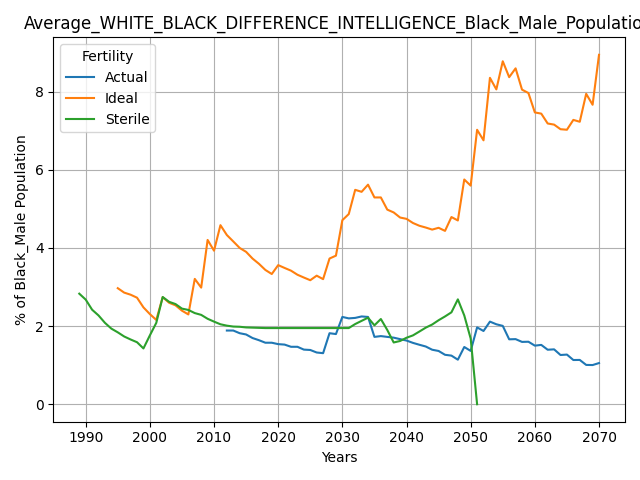 Average_WHITE_BLACK_DIFFERENCE_INTELLIGENCE_Black_Male_Populatio
Fertility
Actual
Ideal
Sterile
% of Black_Male Population
8
6
4
2
0
1990 2000 2010 2020 2030 2040 2050 2060 2070
Years